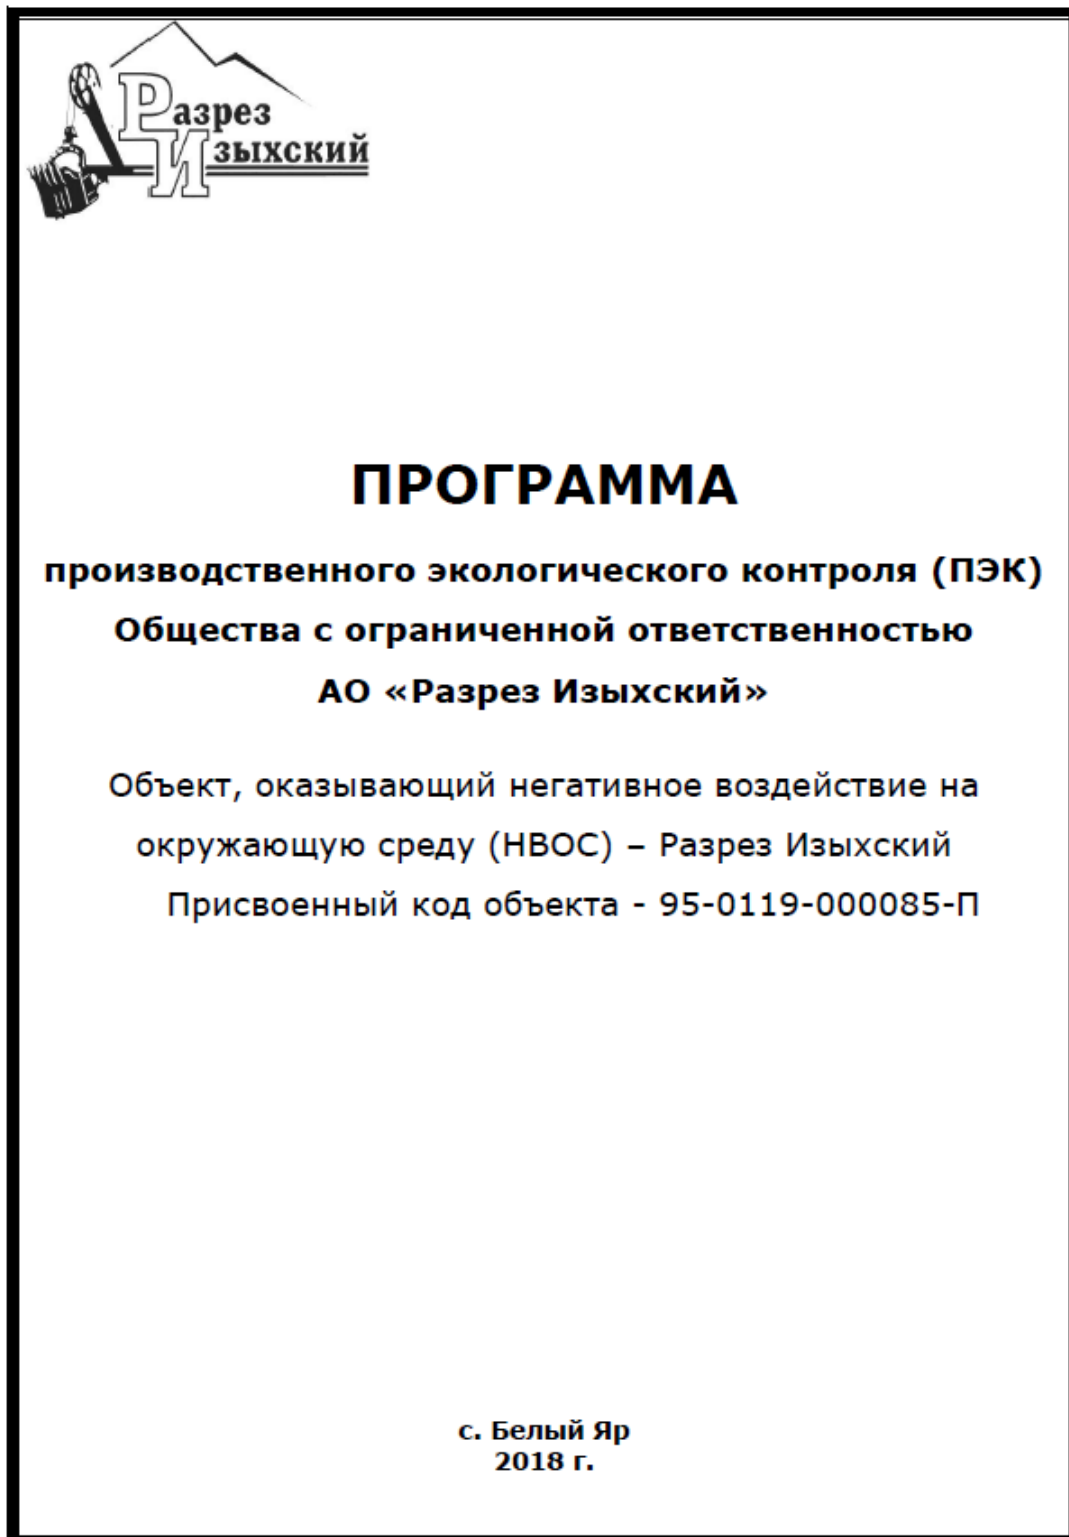 Разрез
Изыхский
ПРОГРАММА
производственного экологического контроля (ПЭК)
Общества с ограниченной ответственностью
АО «Разрез Изыхский»
Объект, оказывающий негативное воздействие на
окружающую среду (НВОС) – Разрез Изыхский
Присвоенный код объекта - 95-0119-000085-П
с. Белый Яр
2018 г.